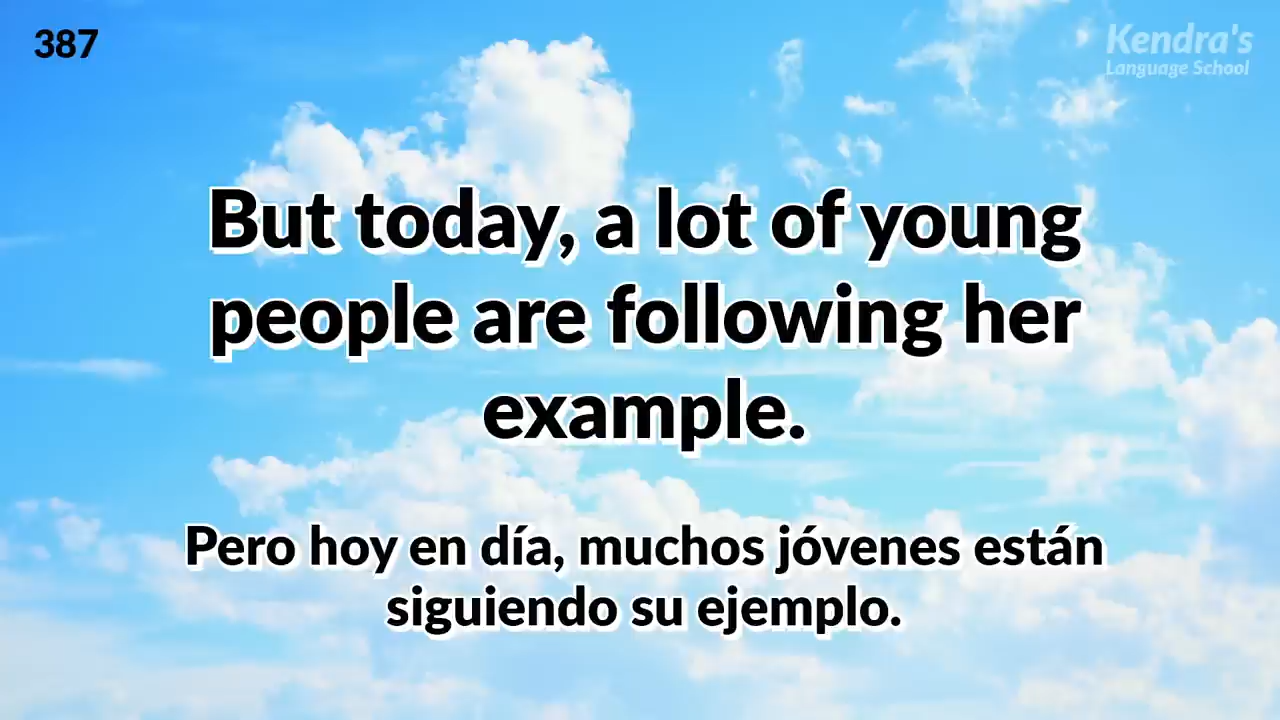 387
Kendra's
Language School
But today, a lot of young
people are following her
example.
Pero hoy en día, muchos jóvenes están
siguiendo su ejemplo.